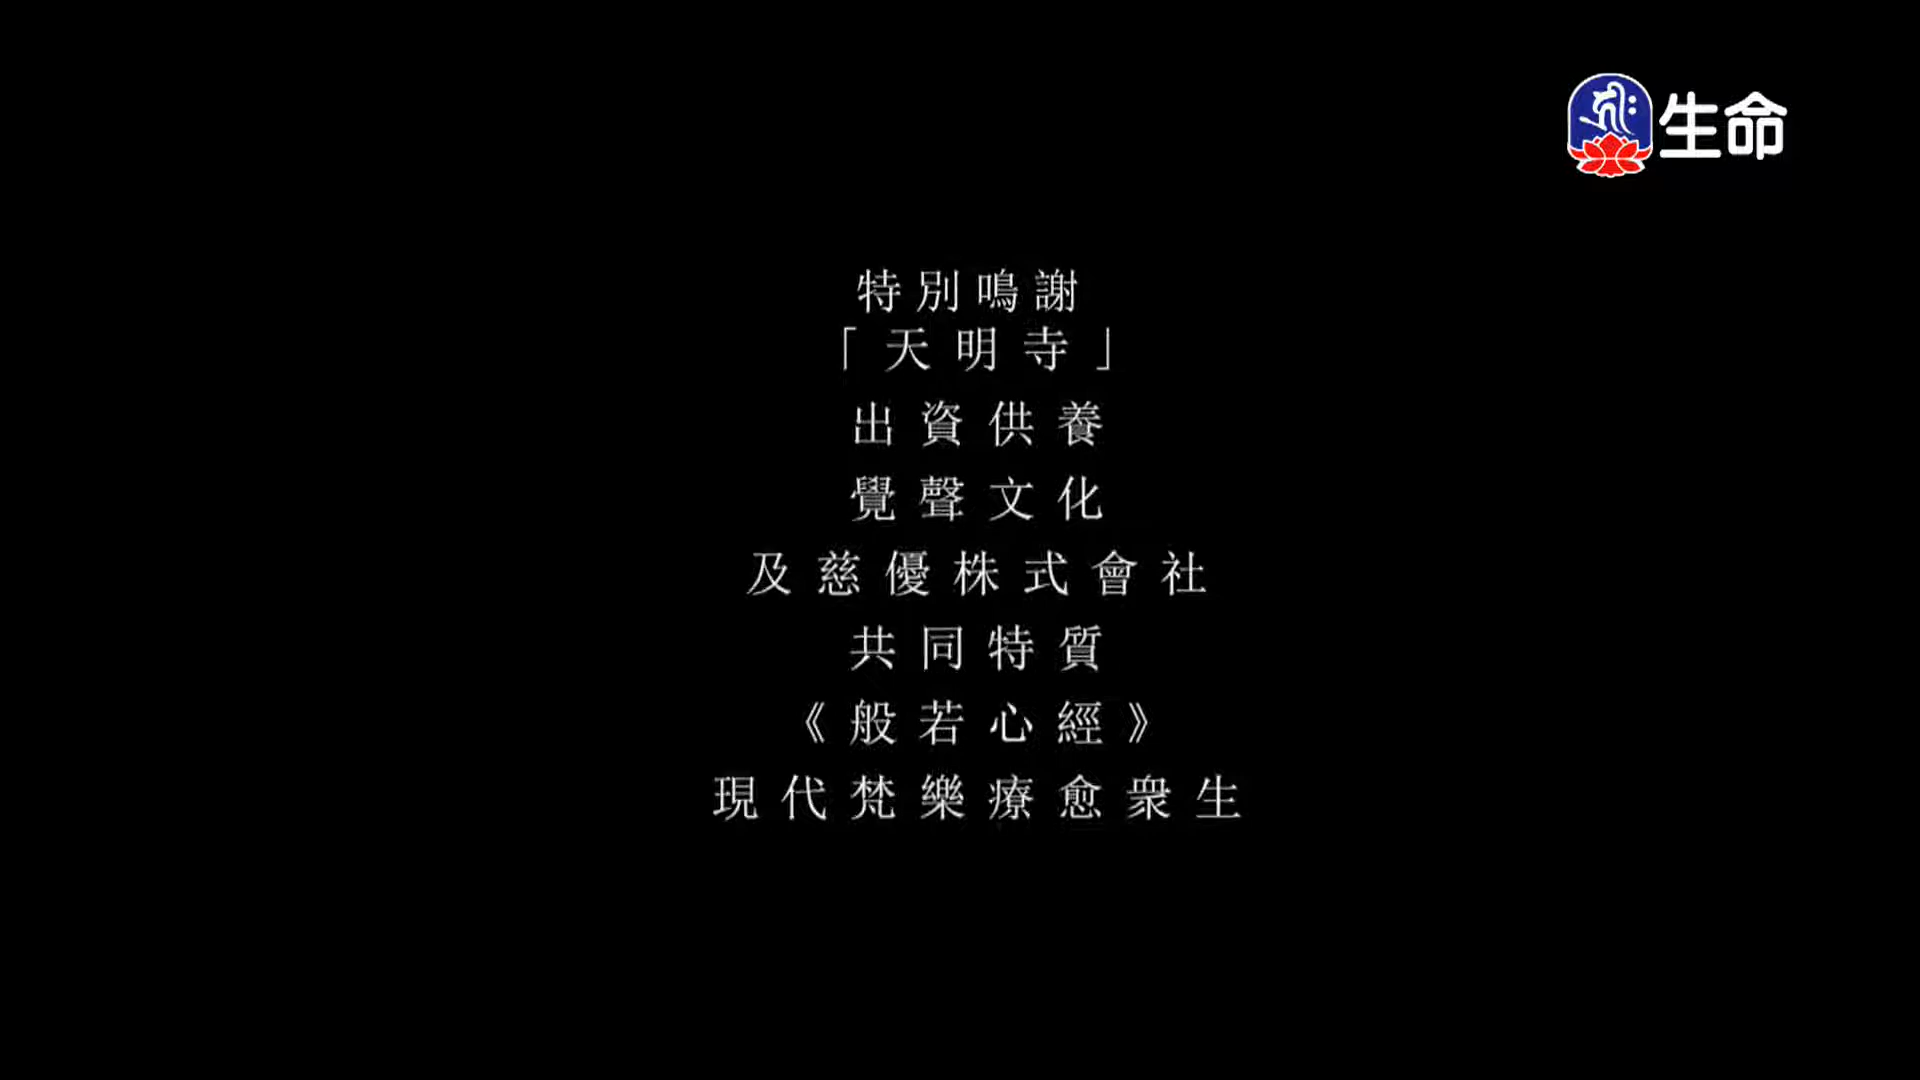 生命
特別鳴謝
「天明寺」
出資供養
覺聲文化
及慈優株式會社
共同特質
《般若心經》
現代梵樂療愈衆生